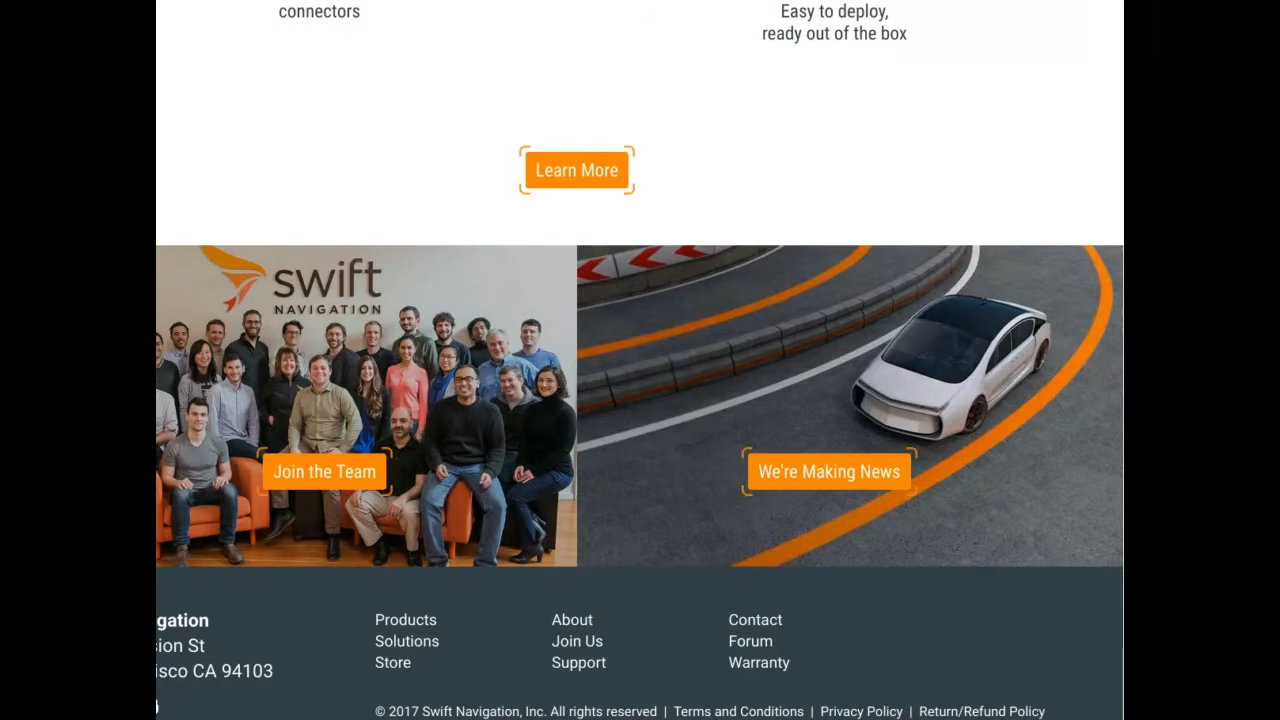 connectors
Easy to deploy,
ready out of the box
Learn More
swift
NAVIGATION
Join the Team
We're Making News
gation
sion St
isco CA 94103
Products
Solutions
Store
About
Join Us
Support
Contact
Forum
Warranty
© 2017 Swift Navigation, Inc. All rights reserved | Terms and Conditions | Privacy Policy | Return/Refund Policy